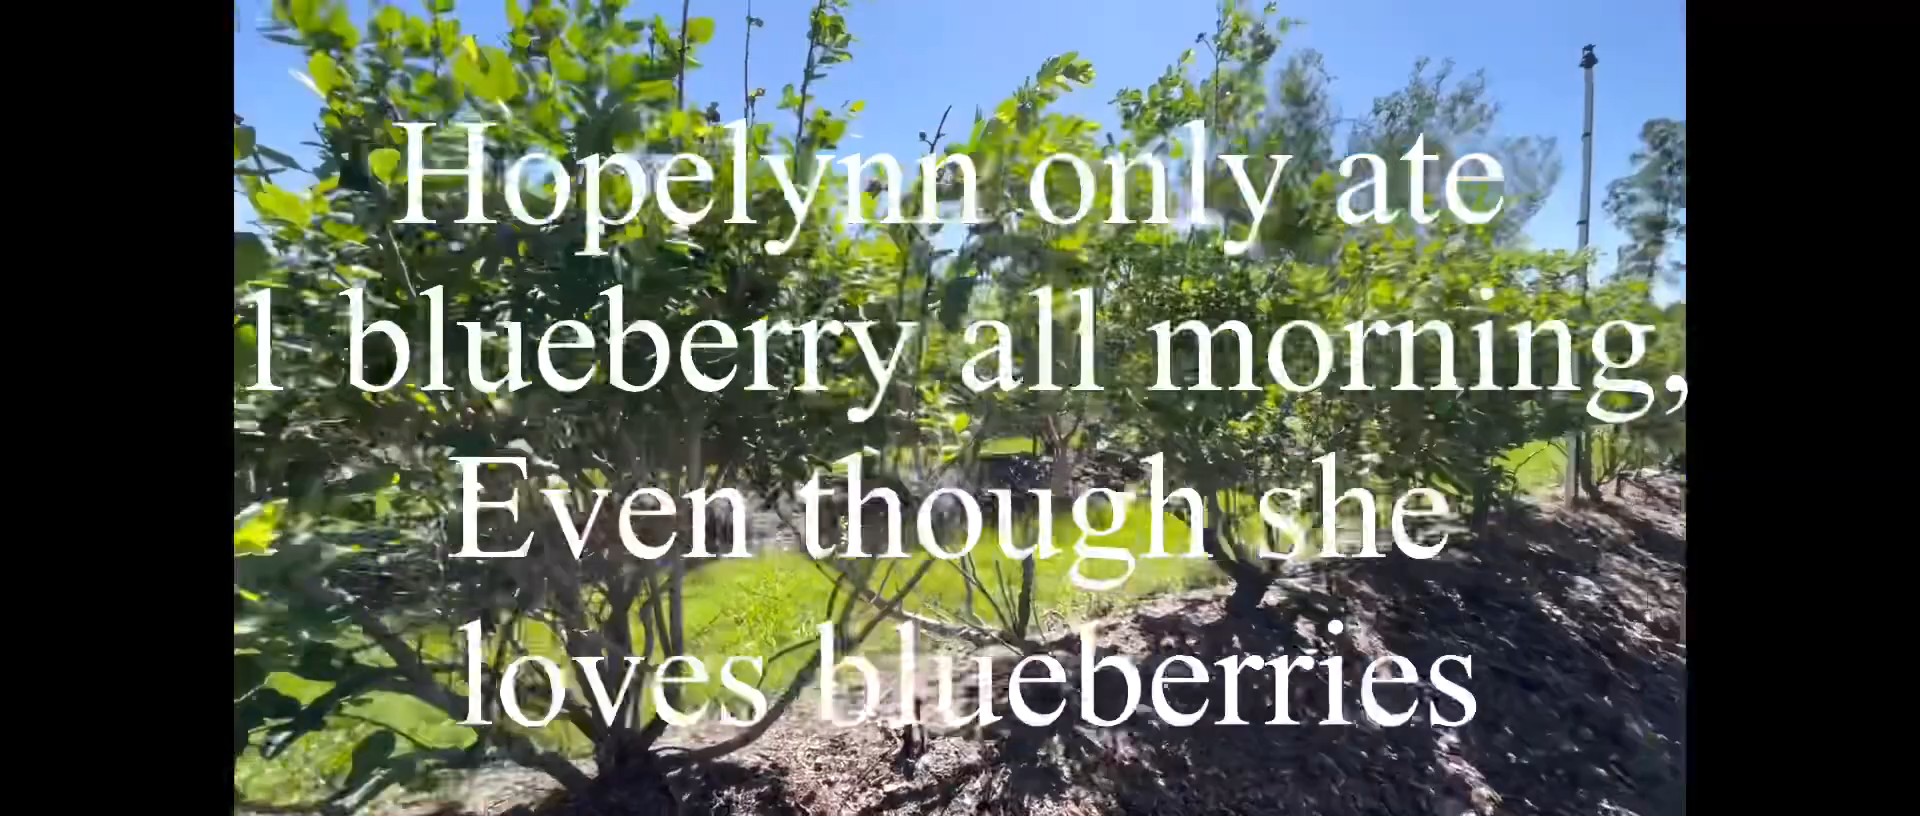 Hopelynn only ate
1 blueberry all morning,
Even though she
loves blueberries